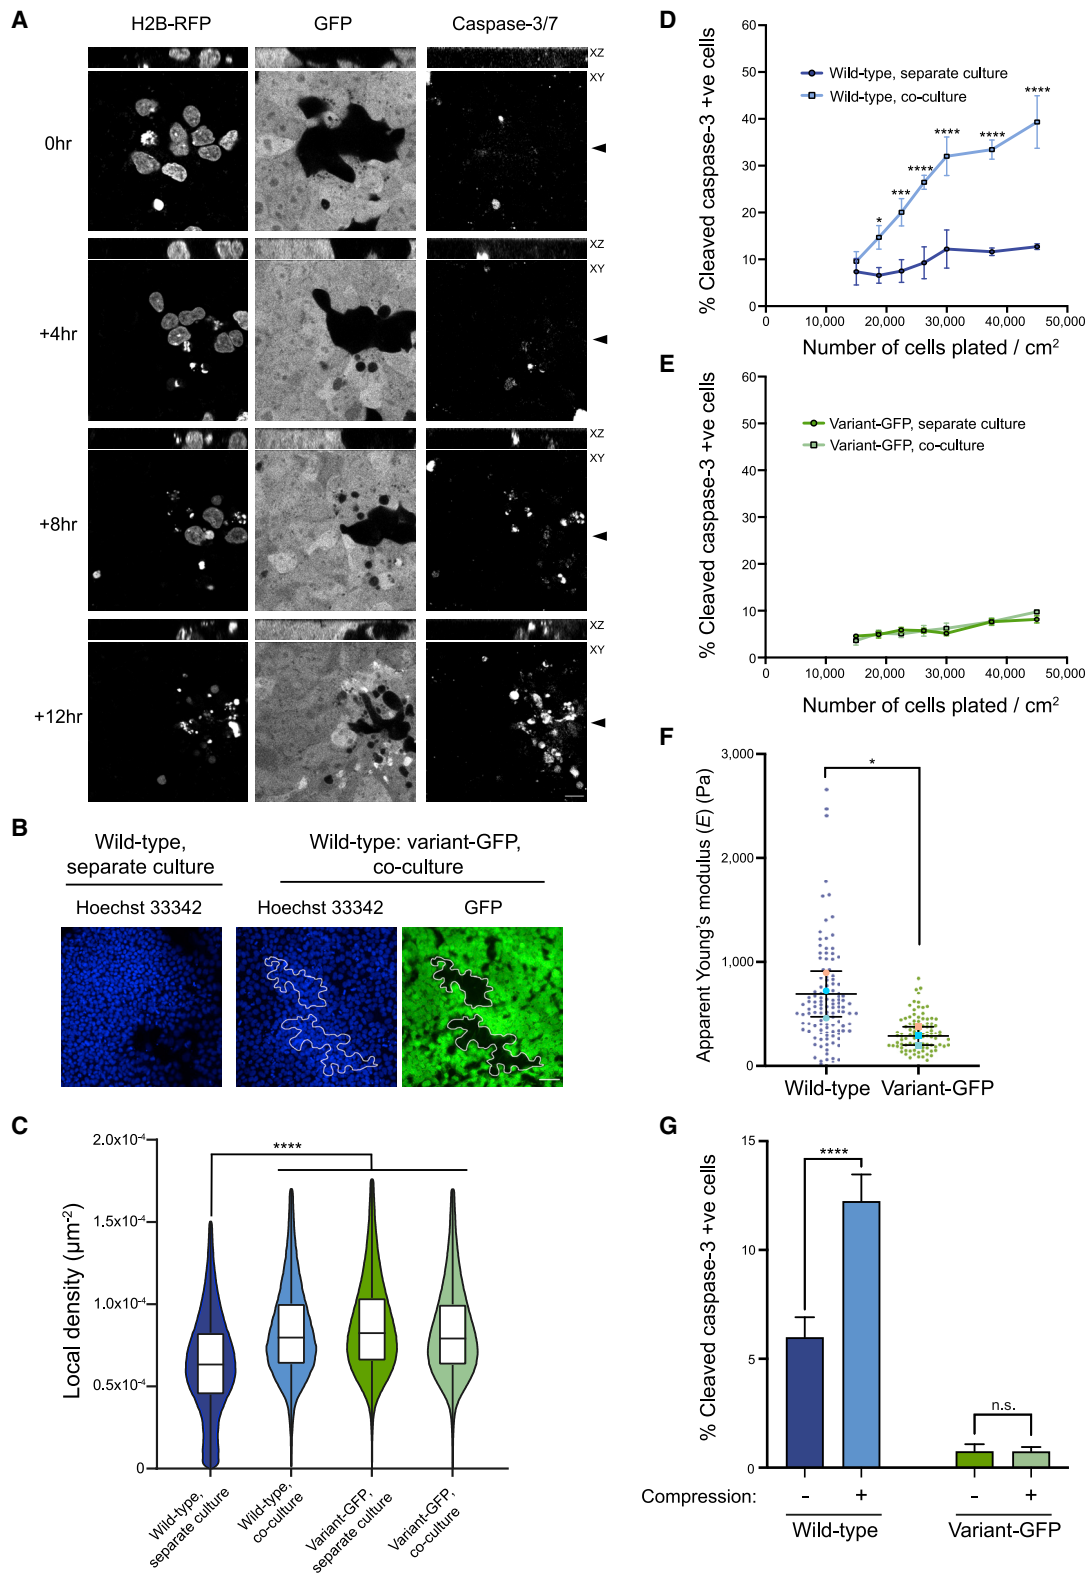 A
H2B-RFP
GFP
Caspase-3/7
XZ
XY
0hr
XZ
XY
+4hr
XZ
XY
+8hr
XZ
XY
+12hr
B
Wild-type,
separate culture
Wild-type: variant-GFP,
co-culture
Hoechst 33342
Hoechst 33342
GFP
C
Local density (µm⁻²)
2.0x10⁻⁴
1.5x10⁻⁴
1.0x10⁻⁴
0.5x10⁻⁴
0
****
Wild-type,
separate culture
Wild-type,
co-culture
Variant-GFP,
separate culture
Variant-GFP,
co-culture
D
% Cleaved caspase-3 +ve cells
60
50
40
30
20
10
0
Wild-type, separate culture
Wild-type, co-culture
*
***
****
****
****
****
0
10,000
20,000
30,000
40,000
50,000
Number of cells plated / cm²
E
% Cleaved caspase-3 +ve cells
60
50
40
30
20
10
0
Variant-GFP, separate culture
Variant-GFP, co-culture
0
10,000
20,000
30,000
40,000
50,000
Number of cells plated / cm²
F
Apparent Young's modulus (E) (Pa)
3,000
2,000
1,000
0
*
Wild-type
Variant-GFP
G
% Cleaved caspase-3 +ve cells
15
10
5
0
****
n.s.
Compression: - + - +
Wild-type
Variant-GFP